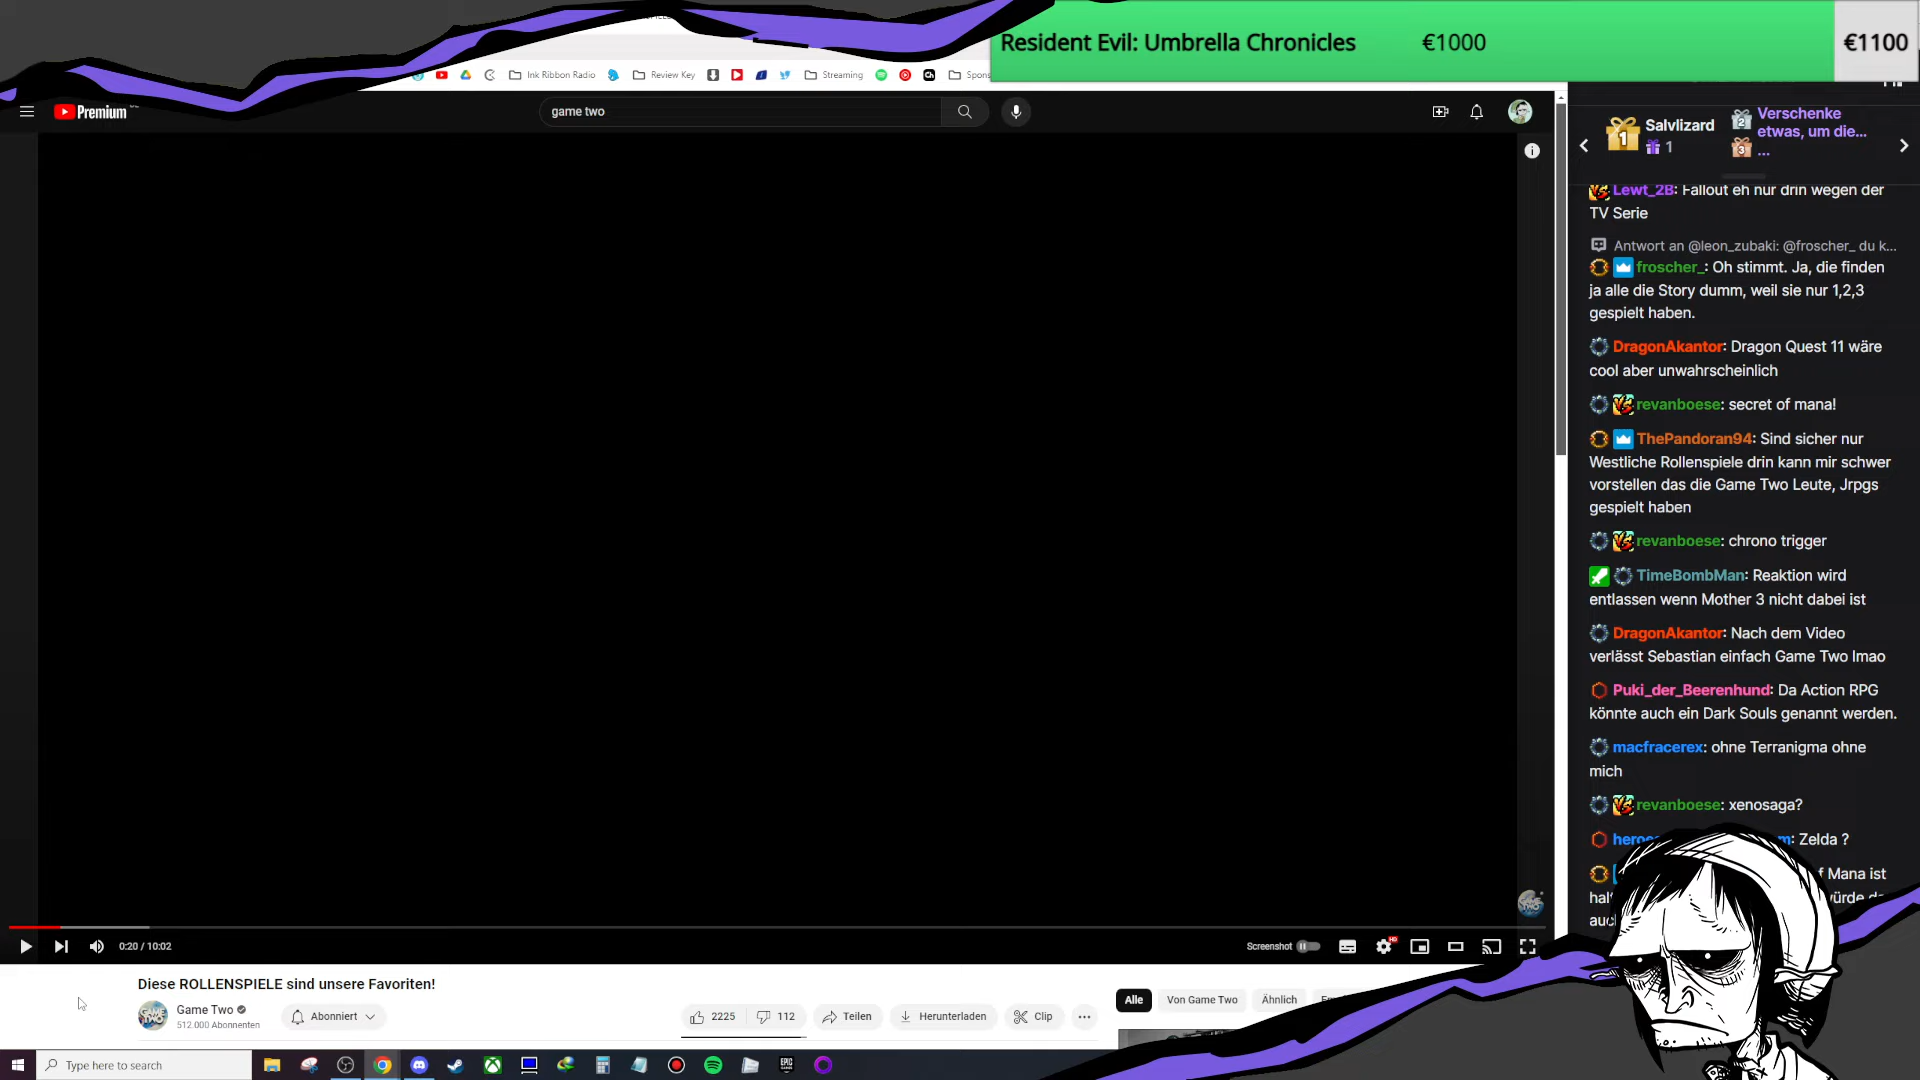 Resident Evil: Umbrella Chronicles €1000 €1100
Ink Ribbon Radio Review Key Streaming Spons
Premium game two
Salvlizard
1
Verschenke
etwas, um die...
...
Lewt_2B: Fallout eh nur drin wegen der
TV Serie
Antwort an @leon_zubaki: @froscher_ du k...
froscher_: Oh stimmt. Ja, die finden
ja alle die Story dumm, weil sie nur 1,2,3
gespielt haben.
DragonAkantor: Dragon Quest 11 wäre
cool aber unwahrscheinlich
revanboese: secret of mana!
ThePandoran94: Sind sicher nur
Westliche Rollenspiele drin kann mir schwer
vorstellen das die Game Two Leute, Jrpgs
gespielt haben
revanboese: chrono trigger
TimeBombMan: Reaktion wird
entlassen wenn Mother 3 nicht dabei ist
DragonAkantor: Nach dem Video
verlässt Sebastian einfach Game Two lmao
Puki_der_Beerenhund: Da Action RPG
könnte auch ein Dark Souls genannt werden.
macfracerex: ohne Terranigma ohne
mich
revanboese: xenosaga?
: Zelda ?
Mana ist
0:20 / 10:02
Screenshot
HD
Diese ROLLENSPIELE sind unsere Favoriten!
Game Two
512.000 Abonnenten
Abonniert
2225 112 Teilen Herunterladen Clip
Alle Von Game Two Ähnlich
Type here to search